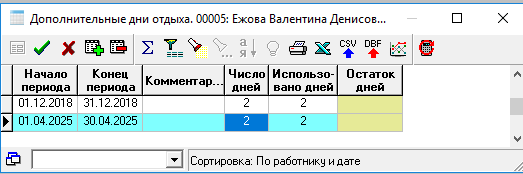 Дополнительные дни отдыха. 00005: Ежова Валентина Денисов...
Σ А Я CSV DBF
Начало периода Конец периода Комментар... Число дней Использовано дней Остаток дней
01.12.2018 31.12.2018 2 2
01.04.2025 30.04.2025 2 2
Сортировка: По работнику и дате